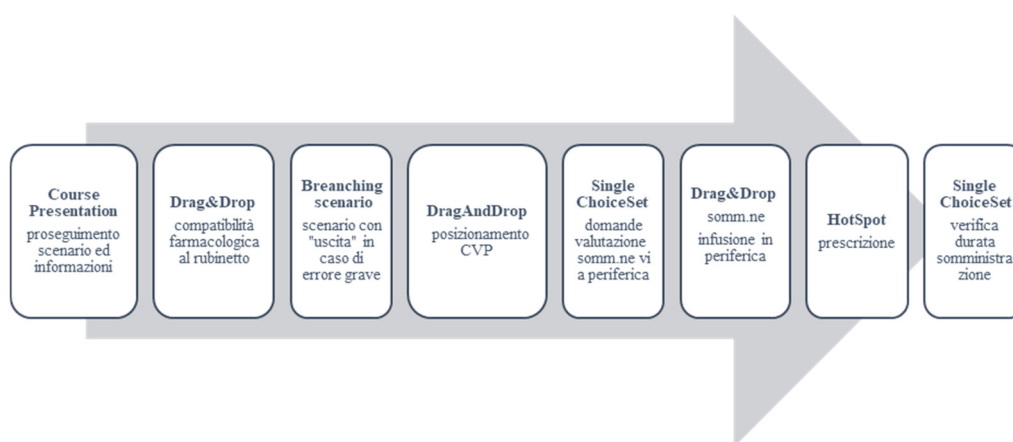 Course
Presentation
proseguimento
scenario ed
informazioni
Drag&Drop
compatibilità
farmacologica
al rubinetto
Breanching
scenario
scenario con
"uscita" in
caso di
errore grave
DragAndDrop
posizionamento
CVP
Single
ChoiceSet
domande
valutazione
somm.ne vi
a periferica
Drag&Drop
somm.ne
infusione in
periferica
HotSpot
prescrizione
Single
ChoiceSet
verifica
durata
somministra
zione